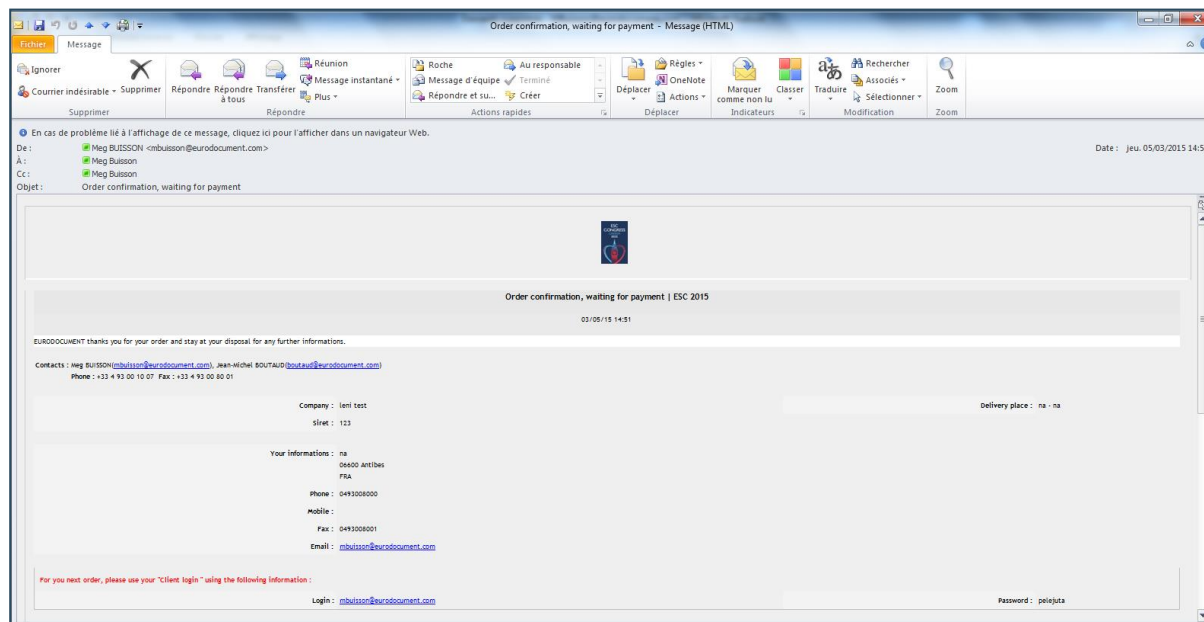 Order confirmation, waiting for payment - Message (HTML)
Fichier Message
Ignorer
Courrier indésirable
Supprimer
Répondre
Répondre à tous
Transférer
Réunion
Message instantané
Plus
Roche
Message d'équipe
Répondre et su...
Au responsable
Terminé
Créer
Déplacer
Règles
OneNote
Actions
Marquer comme non lu
Classer
Traduire
Rechercher
Associés
Sélectionner
Zoom
Supprimer Répondre Actions rapides Déplacer Indicateurs Modification Zoom
En cas de problème lié à l'affichage de ce message, cliquez ici pour l'afficher dans un navigateur Web.
De : Meg BUISSON <mbuisson@eurodocument.com> Date : jeu. 05/03/2015 14:5
À : Meg Buisson
Cc : Meg Buisson
Objet : Order confirmation, waiting for payment
ESC
CONGRESS
Order confirmation, waiting for payment | ESC 2015
03/05/15 14:51
EURODOCUMENT thanks you for your order and stay at your disposal for any further informations.
Contacts : Meg BUISSON(mbuisson@eurodocument.com), Jean-Michel BOUTAUD(boutaud@eurodocument.com)
Phone : +33 4 93 00 10 07 Fax : +33 4 93 00 80 01
Company : leni test Delivery place : na - na
Siret : 123
Your informations : na
06600 Antibes
FRA
Phone : 0493008000
Mobile :
Fax : 0493008001
Email : mbuisson@eurodocument.com
For you next order, please use your "Client login " using the following information :
Login : mbuisson@eurodocument.com Password : pelejuta